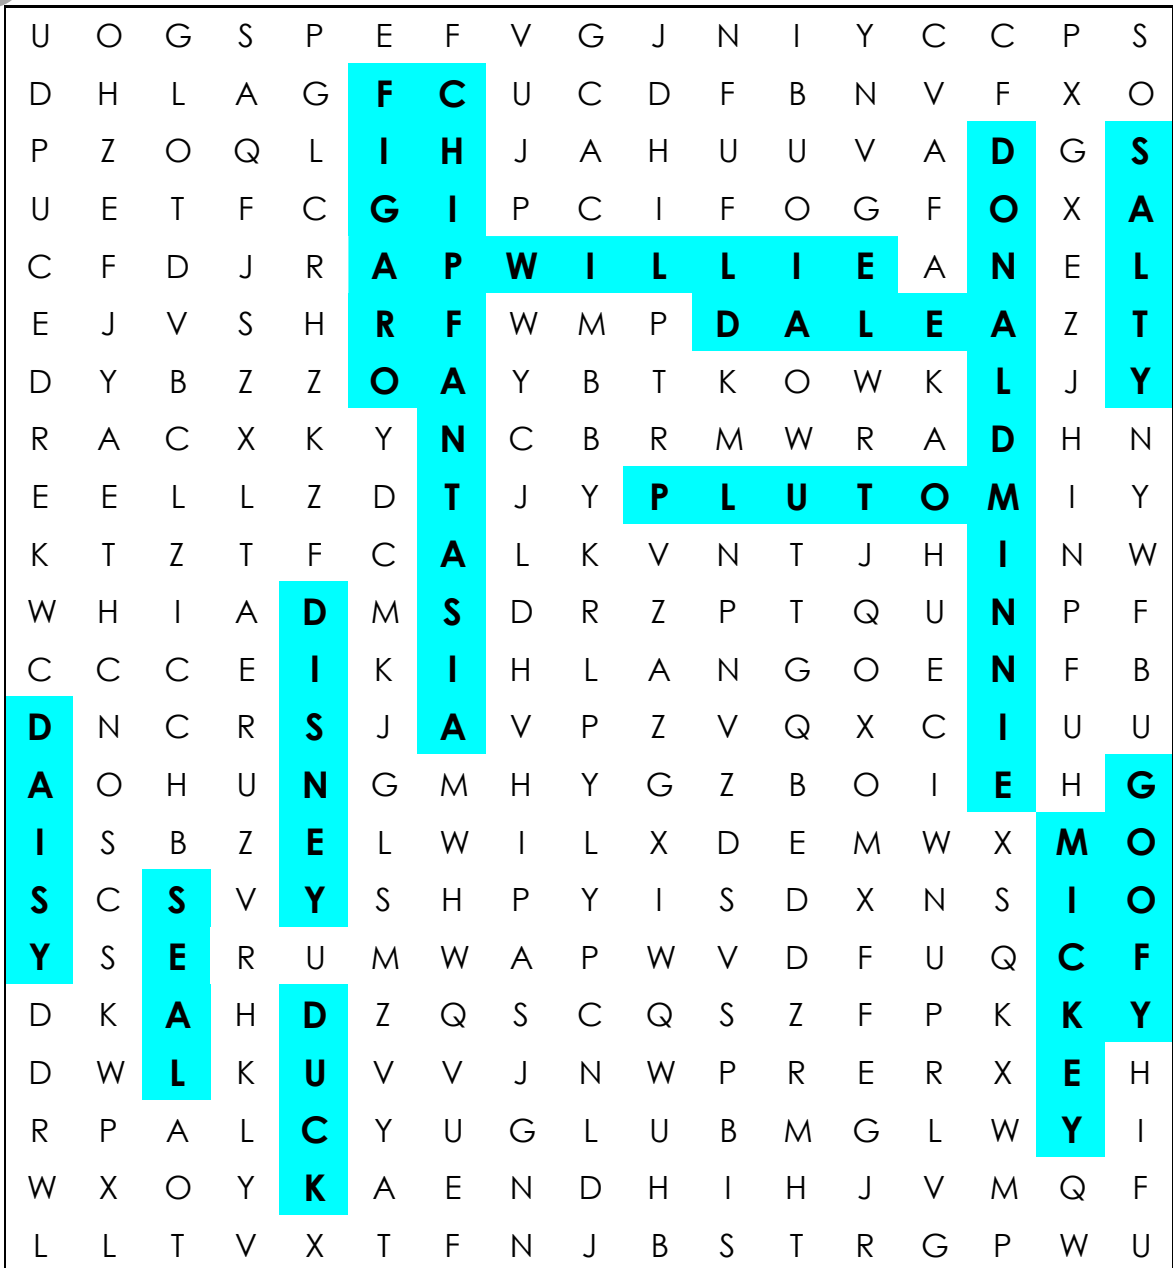 U O G S P E F V G J N I Y C C P S
D H L A G F C U C D F B N V F X O
P Z O Q L I H J A H U U V A D G S
U E T F C G I P C I F O G F O X A
C F D J R A P W I L L I E A N E L
E J V S H R F W M P D A L E A Z T
D Y B Z Z O A Y B T K O W K L J Y
R A C X K Y N C B R M W R A D H N
E E L L Z D T J Y P L U T O M I Y
K T Z T F C A L K V N T J H I N W
W H I A D M S D R Z P T Q U N P F
C C C E I K I H L A N G O E N F B
D N C R S J A V P Z V Q X C I U U
A O H U N G M H Y G Z B O I E H G
I S B Z E L W I L X D E M W X M O
S C S V Y S H P Y I S D X N S I O
Y S E R U M W A P W V D F U Q C F
D K A H D Z Q S C Q S Z F P K K Y
D W L K U V V J N W P R E R X E H
R P A L C Y U G L U B M G L W Y I
W X O Y K A E N D H I H J V M Q F
L L T V X T F N J B S T R G P W U